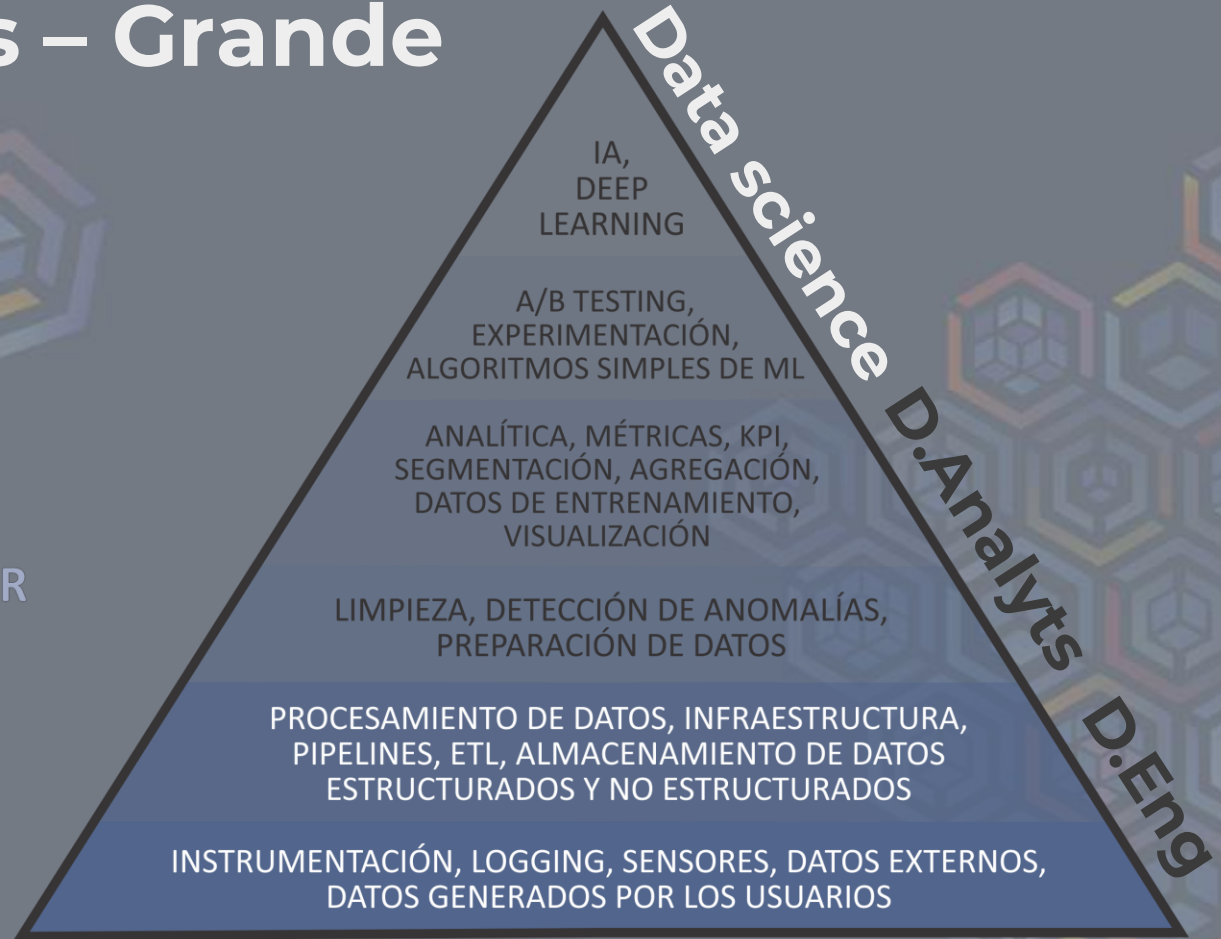 s – Grande
Data science
D.Analyts
D.Eng
IA,
DEEP
LEARNING
A/B TESTING,
EXPERIMENTACIÓN,
ALGORITMOS SIMPLES DE ML
ANALÍTICA, MÉTRICAS, KPI,
SEGMENTACIÓN, AGREGACIÓN,
DATOS DE ENTRENAMIENTO,
VISUALIZACIÓN
R
LIMPIEZA, DETECCIÓN DE ANOMALÍAS,
PREPARACIÓN DE DATOS
PROCESAMIENTO DE DATOS, INFRAESTRUCTURA,
PIPELINES, ETL, ALMACENAMIENTO DE DATOS
ESTRUCTURADOS Y NO ESTRUCTURADOS
INSTRUMENTACIÓN, LOGGING, SENSORES, DATOS EXTERNOS,
DATOS GENERADOS POR LOS USUARIOS